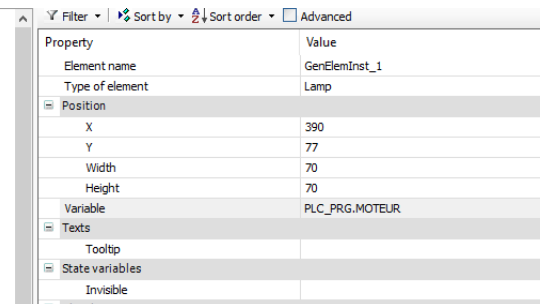 Filter Sort by Sort order Advanced
Property Value
Element name GenElemInst_1
Type of element Lamp
Position
X 390
Y 77
Width 70
Height 70
Variable PLC_PRG.MOTEUR
Texts
Tooltip
State variables
Invisible